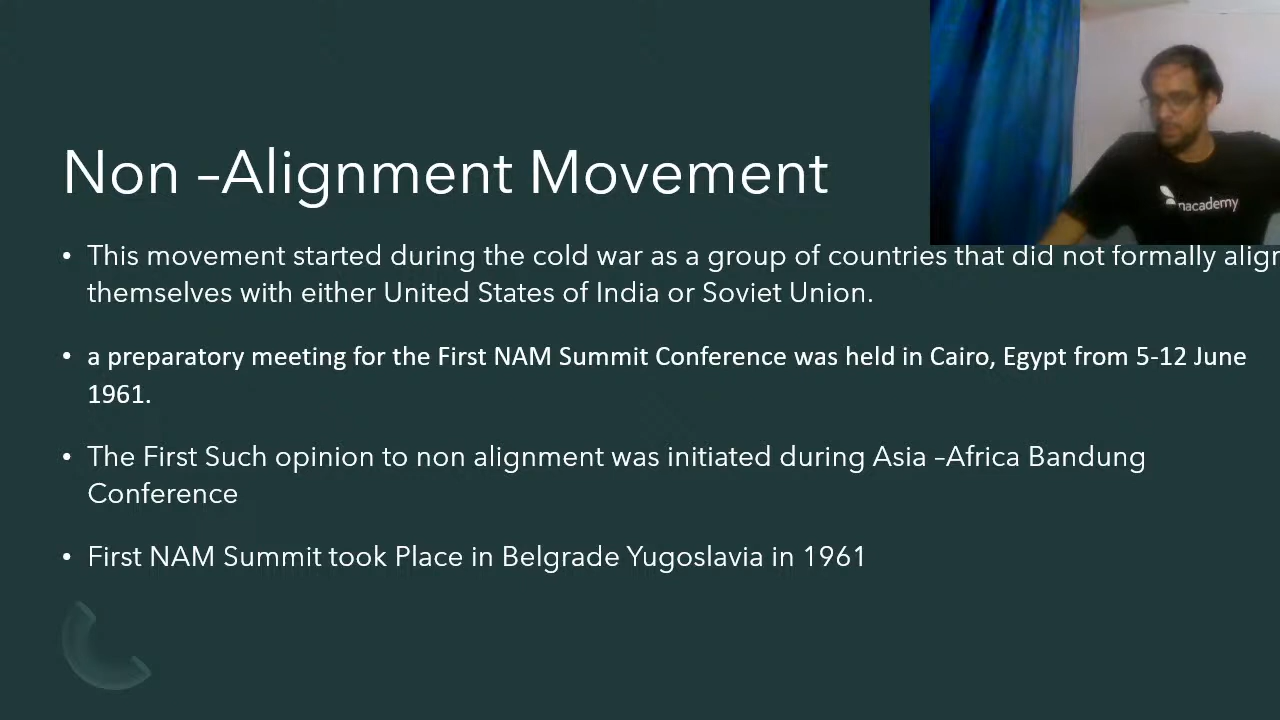 Non –Alignment Movement
nacademy
• This movement started during the cold war as a group of countries that did not formally align
themselves with either United States of India or Soviet Union.
• a preparatory meeting for the First NAM Summit Conference was held in Cairo, Egypt from 5-12 June
1961.
• The First Such opinion to non alignment was initiated during Asia –Africa Bandung
Conference
• First NAM Summit took Place in Belgrade Yugoslavia in 1961